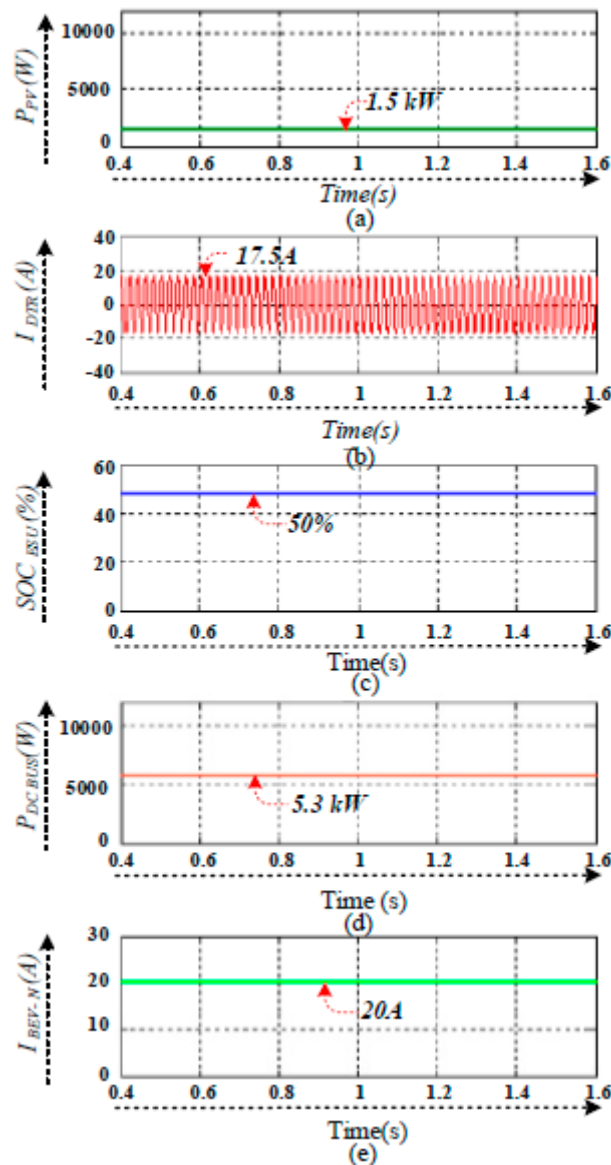 10000
5000
0
P_PV(W)
1.5 kW
0.4 0.6 0.8 1 1.2 1.4 1.6
Time(s)
(a)
40
20
0
-20
-40
I_DTR(A)
17.5A
0.4 0.6 0.8 1 1.2 1.4 1.6
Time(s)
(b)
60
40
20
0
SOC_ESU(%)
50%
0.4 0.6 0.8 1 1.2 1.4 1.6
Time(s)
(c)
10000
5000
0
P_DC BUS(W)
5.3 kW
0.4 0.6 0.8 1 1.2 1.4 1.6
Time (s)
(d)
30
20
10
0
I_BEV-N(A)
20A
0.4 0.6 0.8 1 1.2 1.4 1.6
Time(s)
(e)